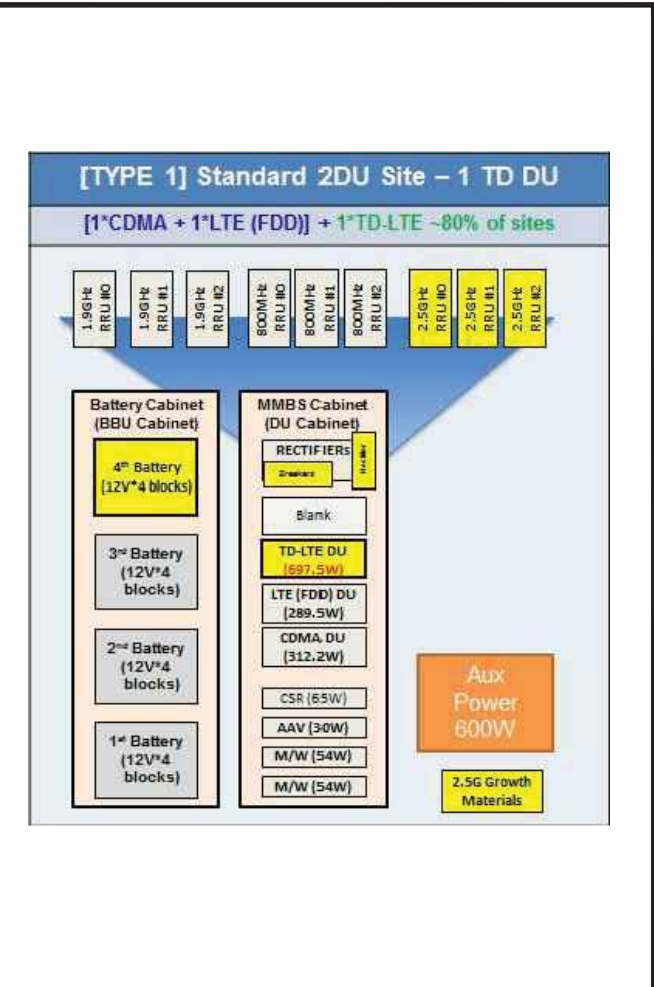 [TYPE 1] Standard 2DU Site – 1 TD DU
[1*CDMA + 1*LTE (FDD)] + 1*TD-LTE ~80% of sites
1.9GHz
RRU #0
1.9GHz
RRU #1
1.9GHz
RRU #2
800MHz
RRU #0
800MHz
RRU #1
800MHz
RRU #2
2.5GHz
RRU #0
2.5GHz
RRU #1
2.5GHz
RRU #2
Battery Cabinet
(BBU Cabinet)
4th Battery
(12V*4 blocks)
3rd Battery
(12V*4
blocks)
2nd Battery
(12V*4
blocks)
1st Battery
(12V*4
blocks)
MMBS Cabinet
(DU Cabinet)
RECTIFIERs
Breakers
Rectifier
Blank
TD-LTE DU
(697.5W)
LTE (FDD) DU
(289.5W)
CDMA DU
(312.2W)
CSR (65W)
AAV (30W)
M/W (54W)
M/W (54W)
Aux
Power
600W
2.5G Growth
Materials